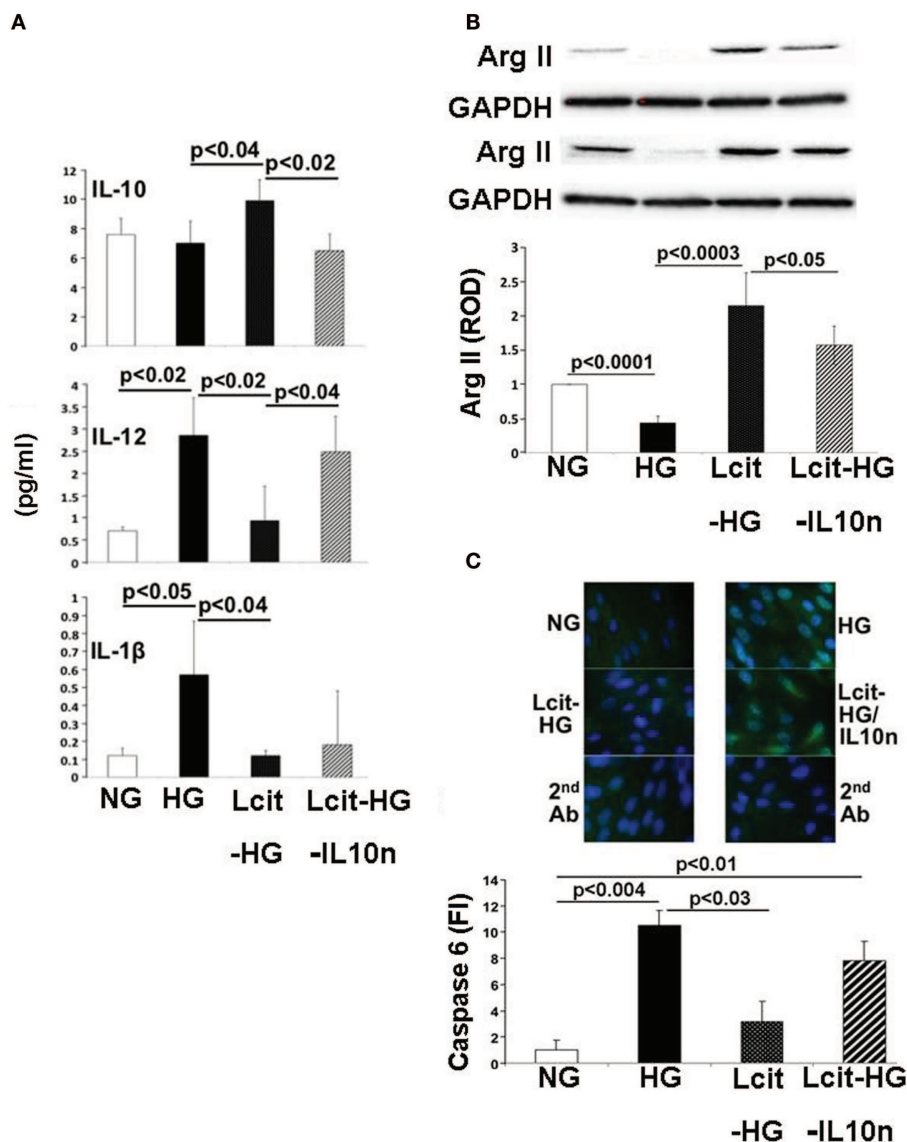 A
p<0.04
p<0.02
IL-10
12
10
8
6
4
2
0
p<0.02
p<0.02
p<0.04
IL-12
4
3.5
3
2.5
2
1.5
1
0.5
0
(pg/ml)
p<0.05
p<0.04
IL-1β
1
0.9
0.8
0.7
0.6
0.5
0.4
0.3
0.2
0.1
0
NG HG Lcit Lcit-HG
-HG -IL10n
B
Arg II
GAPDH
Arg II
GAPDH
p<0.0003
p<0.05
p<0.0001
3
2.5
2
1.5
1
0.5
0
Arg II (ROD)
NG HG Lcit Lcit-HG
-HG -IL10n
C
NG
HG
Lcit-
HG
Lcit-
HG/
IL10n
2nd
Ab
2nd
Ab
p<0.01
p<0.004
p<0.03
14
12
10
8
6
4
2
0
Caspase 6 (FI)
NG HG Lcit Lcit-HG
-HG -IL10n